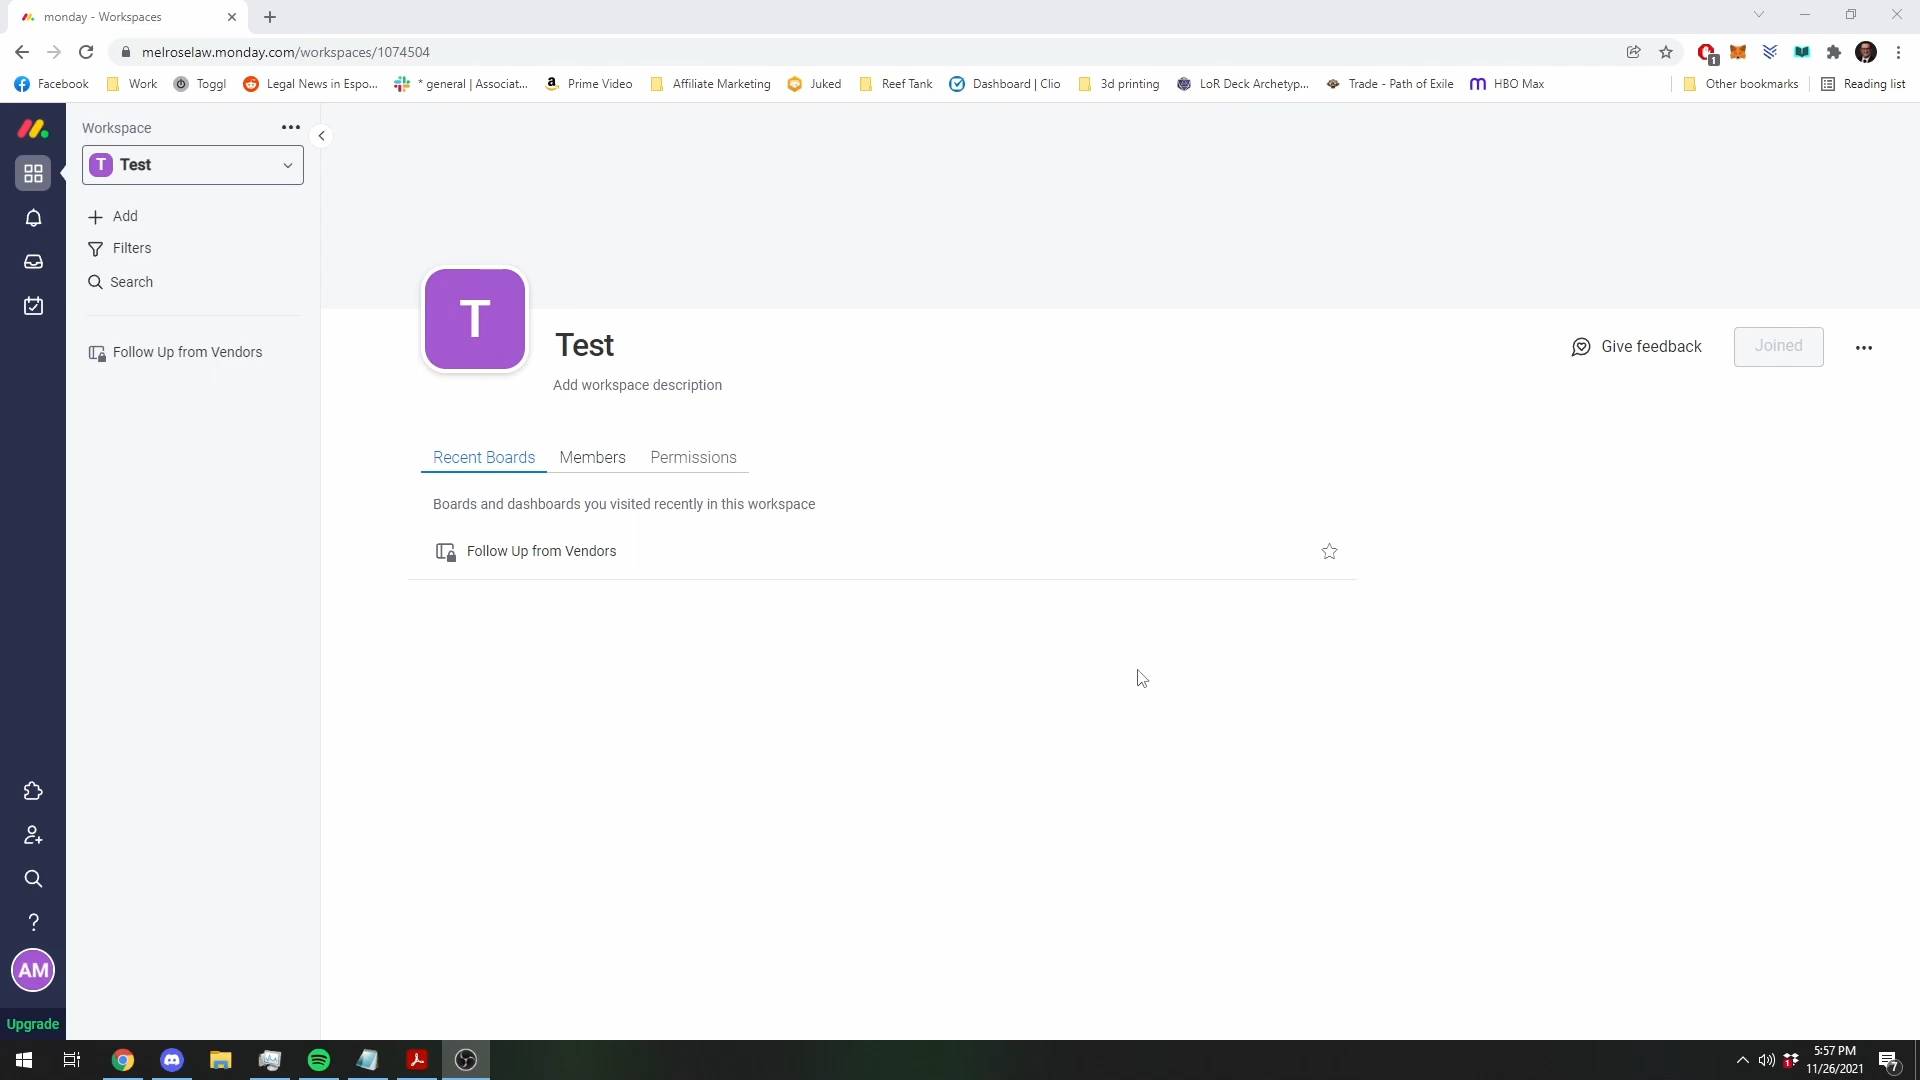 monday - Workspaces
melroselaw.monday.com/workspaces/1074504
1
Facebook Work Toggl Legal News in Espo... * general | Associat... Prime Video Affiliate Marketing Juked Reef Tank Dashboard | Clio 3d printing LoR Deck Archetyp... Trade - Path of Exile HBO Max Other bookmarks Reading list
Workspace
T Test
Add
Filters
Search
Follow Up from Vendors
T
Test
Add workspace description
Give feedback
Joined
Recent Boards Members Permissions
Boards and dashboards you visited recently in this workspace
Follow Up from Vendors
AM
Upgrade
1
5:57 PM
11/26/2021
7